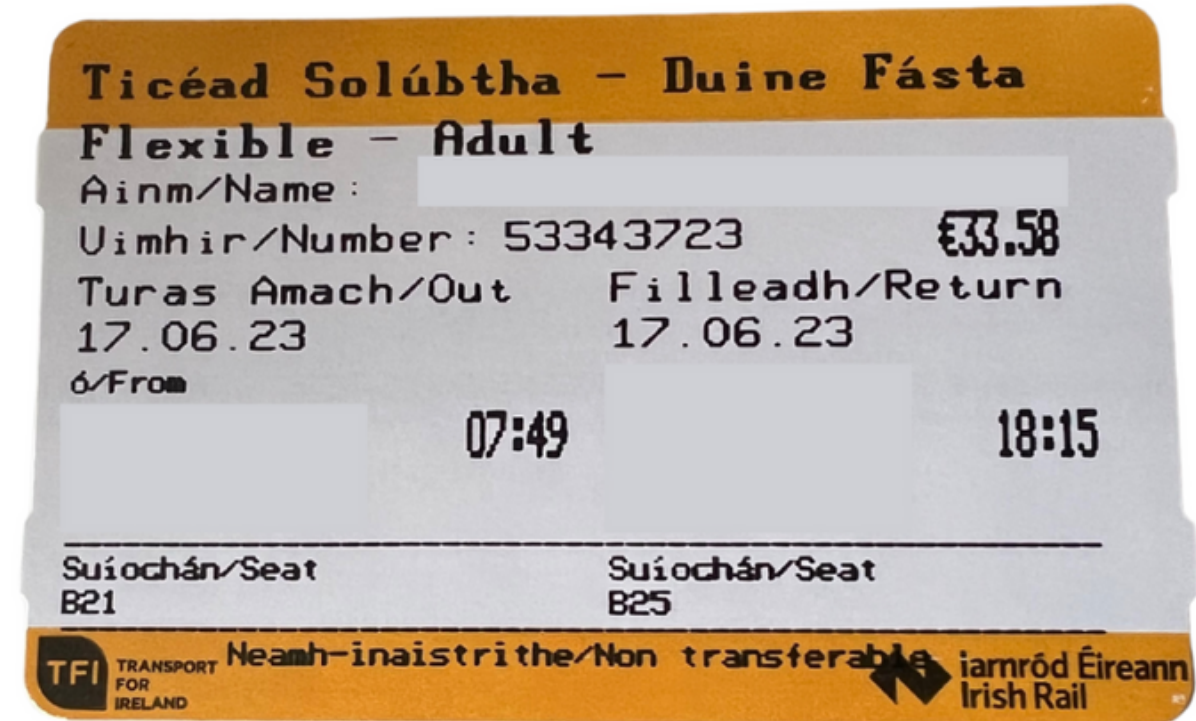 Ticéad Solúbtha - Duine Fásta
Flexible - Adult
Ainm/Name:
Uimhir/Number: 53343723 €33.58
Turas Amach/Out Filleadh/Return
17.06.23 17.06.23
ó/From
07:49 18:15
Suíochán/Seat Suíochán/Seat
B21 B25
Neamh-inaistrithe/Non transferable
TFI TRANSPORT FOR IRELAND
iarnród Éireann
Irish Rail